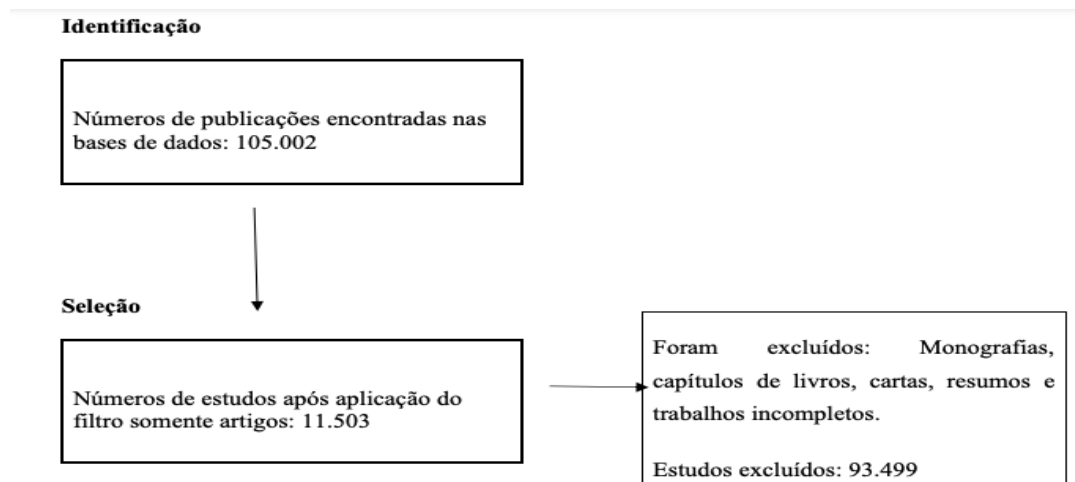 Identificação
Números de publicações encontradas nas
bases de dados: 105.002
Seleção
Números de estudos após aplicação do
filtro somente artigos: 11.503
Foram excluídos: Monografias,
capítulos de livros, cartas, resumos e
trabalhos incompletos.
Estudos excluídos: 93.499